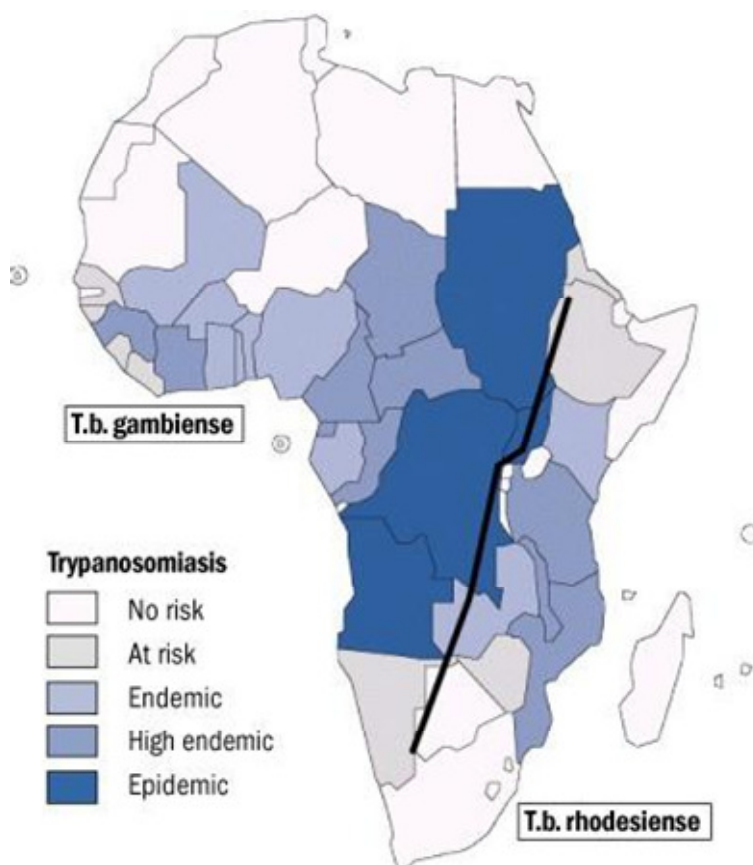 T.b. gambiense
Trypanosomiasis
No risk
At risk
Endemic
High endemic
Epidemic
T.b. rhodesiense